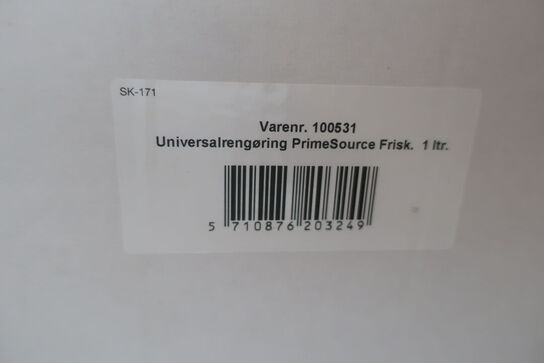 SK-171
Varenr. 100531
Universalrengøring PrimeSource Frisk. 1 ltr.
5 710876 203249